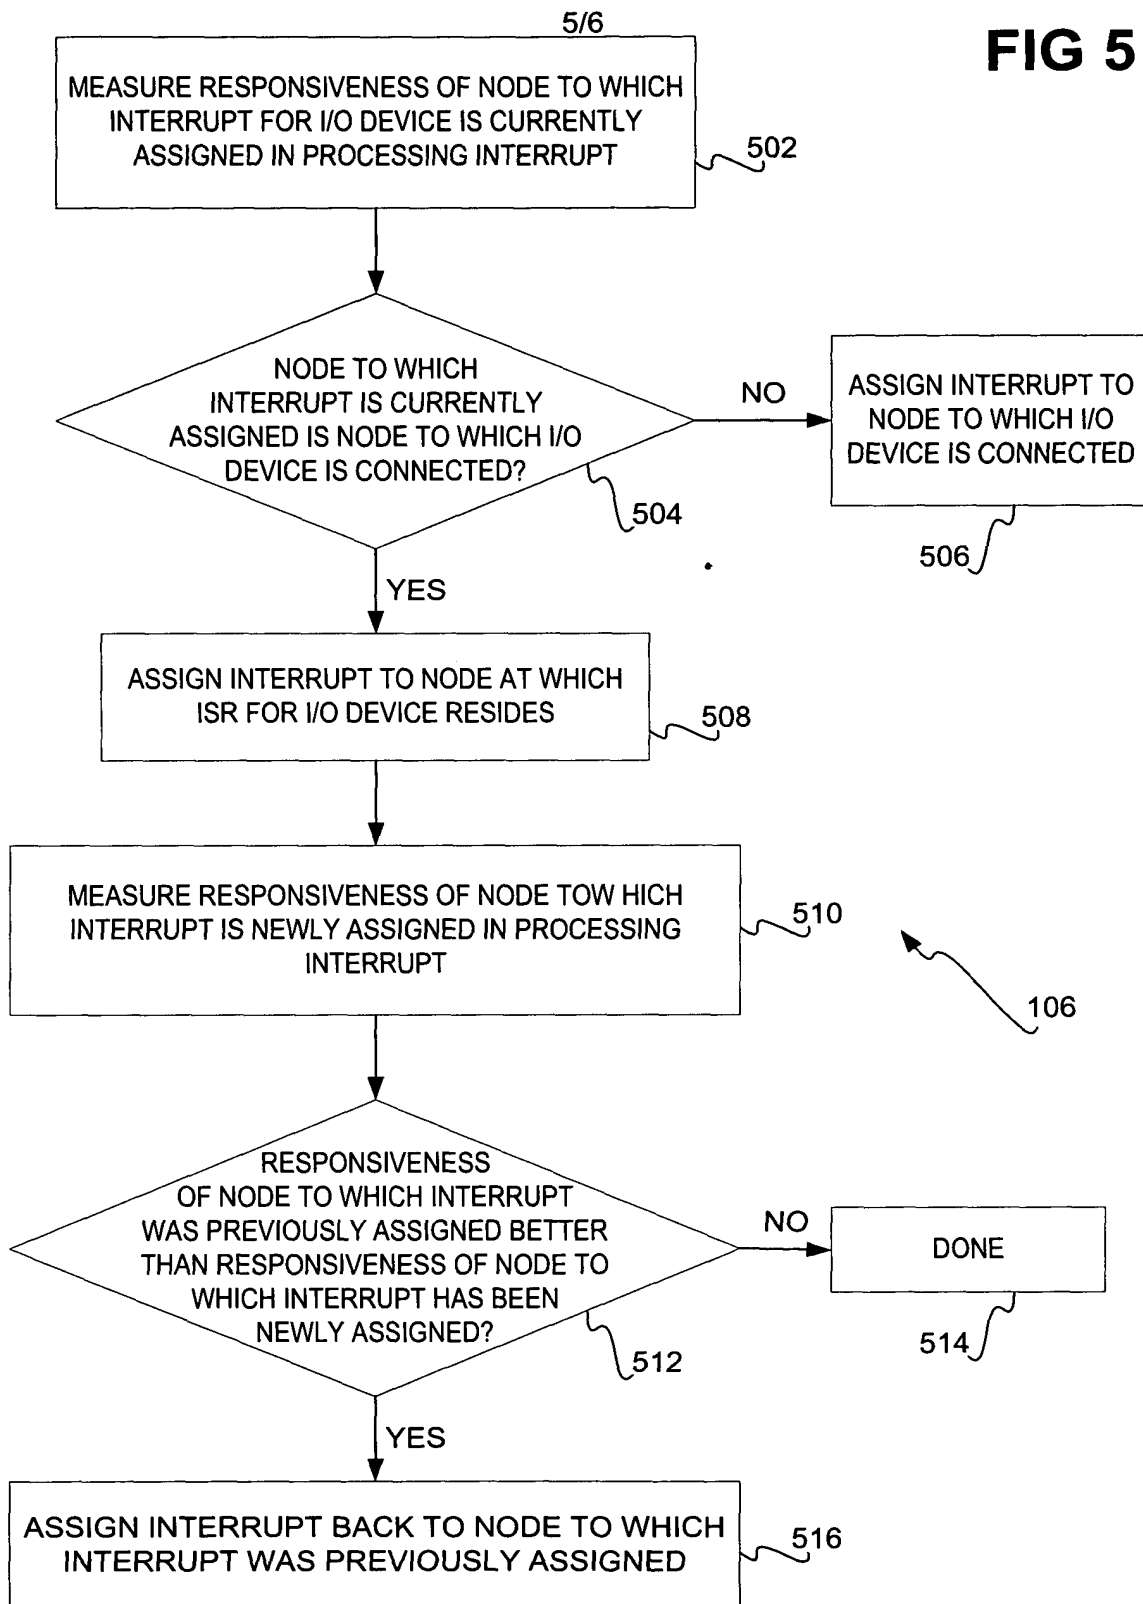 5/6
FIG 5
MEASURE RESPONSIVENESS OF NODE TO WHICH
INTERRUPT FOR I/O DEVICE IS CURRENTLY
ASSIGNED IN PROCESSING INTERRUPT
502
NODE TO WHICH
INTERRUPT IS CURRENTLY
ASSIGNED IS NODE TO WHICH I/O
DEVICE IS CONNECTED?
504
NO
ASSIGN INTERRUPT TO
NODE TO WHICH I/O
DEVICE IS CONNECTED
506
YES
ASSIGN INTERRUPT TO NODE AT WHICH
ISR FOR I/O DEVICE RESIDES
508
MEASURE RESPONSIVENESS OF NODE TOW HICH
INTERRUPT IS NEWLY ASSIGNED IN PROCESSING
INTERRUPT
510
106
RESPONSIVENESS
OF NODE TO WHICH INTERRUPT
WAS PREVIOUSLY ASSIGNED BETTER
THAN RESPONSIVENESS OF NODE TO
WHICH INTERRUPT HAS BEEN
NEWLY ASSIGNED?
512
NO
DONE
514
YES
ASSIGN INTERRUPT BACK TO NODE TO WHICH
INTERRUPT WAS PREVIOUSLY ASSIGNED
516